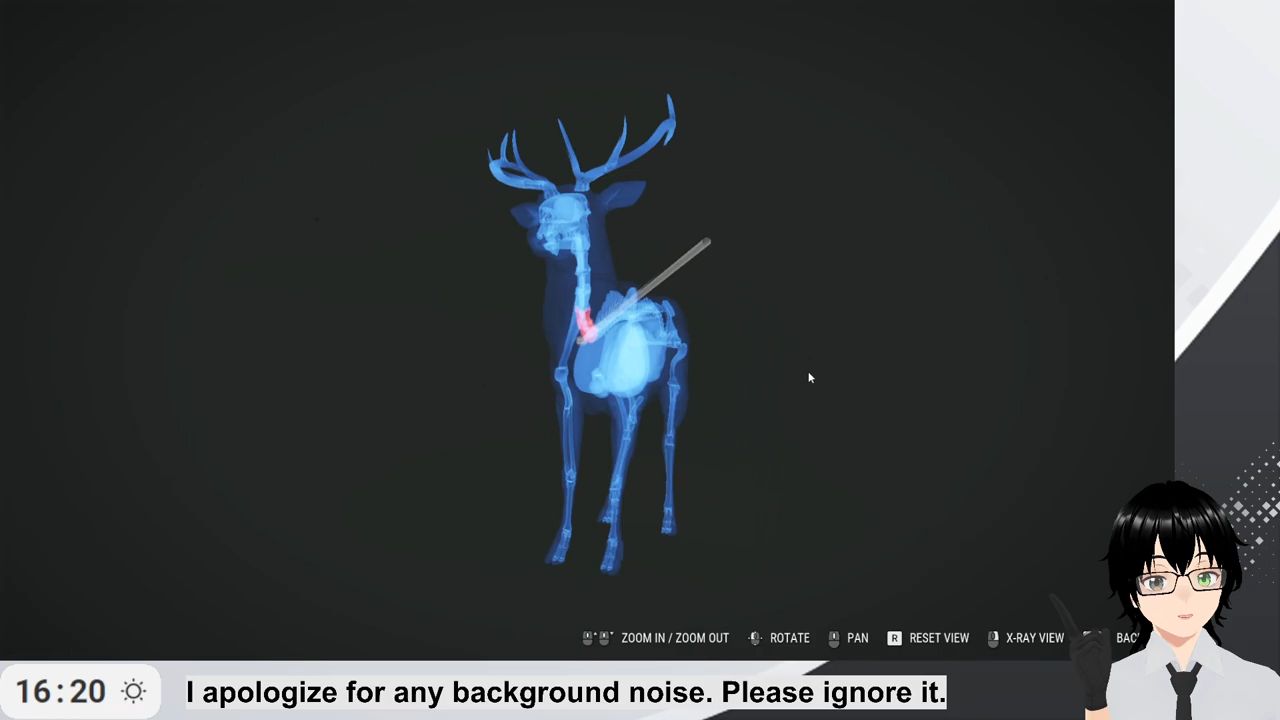 ZOOM IN / ZOOM OUT ROTATE PAN R RESET VIEW X-RAY VIEW
16:20 I apologize for any background noise. Please ignore it.